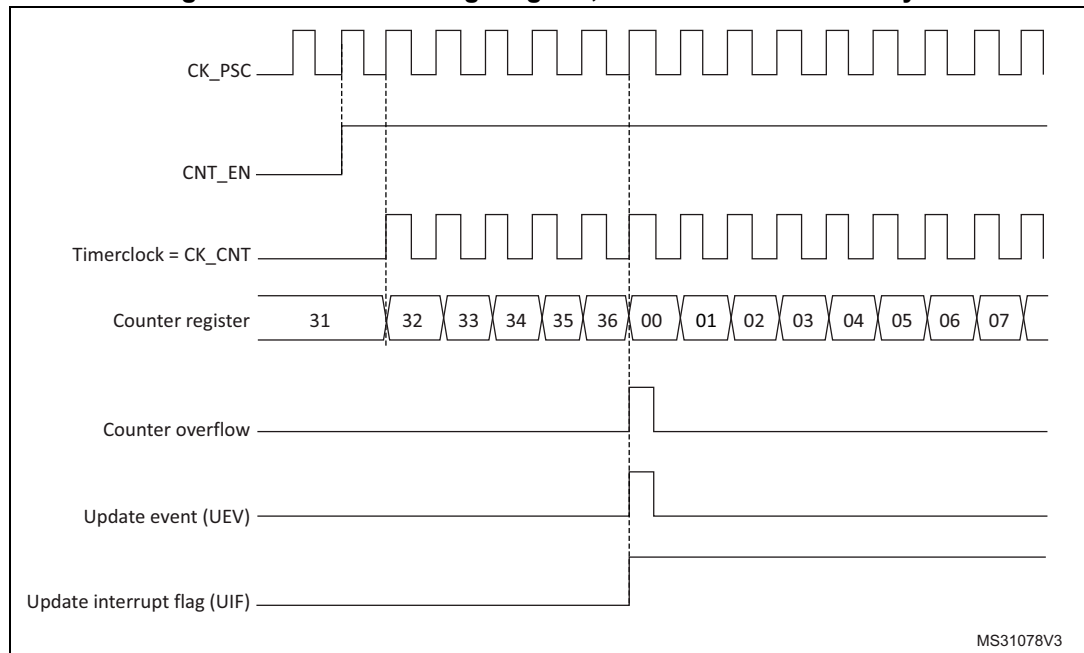 CK_PSC
CNT_EN
Timerclock = CK_CNT
Counter register 31 32 33 34 35 36 00 01 02 03 04 05 06 07
Counter overflow
Update event (UEV)
Update interrupt flag (UIF)
MS31078V3